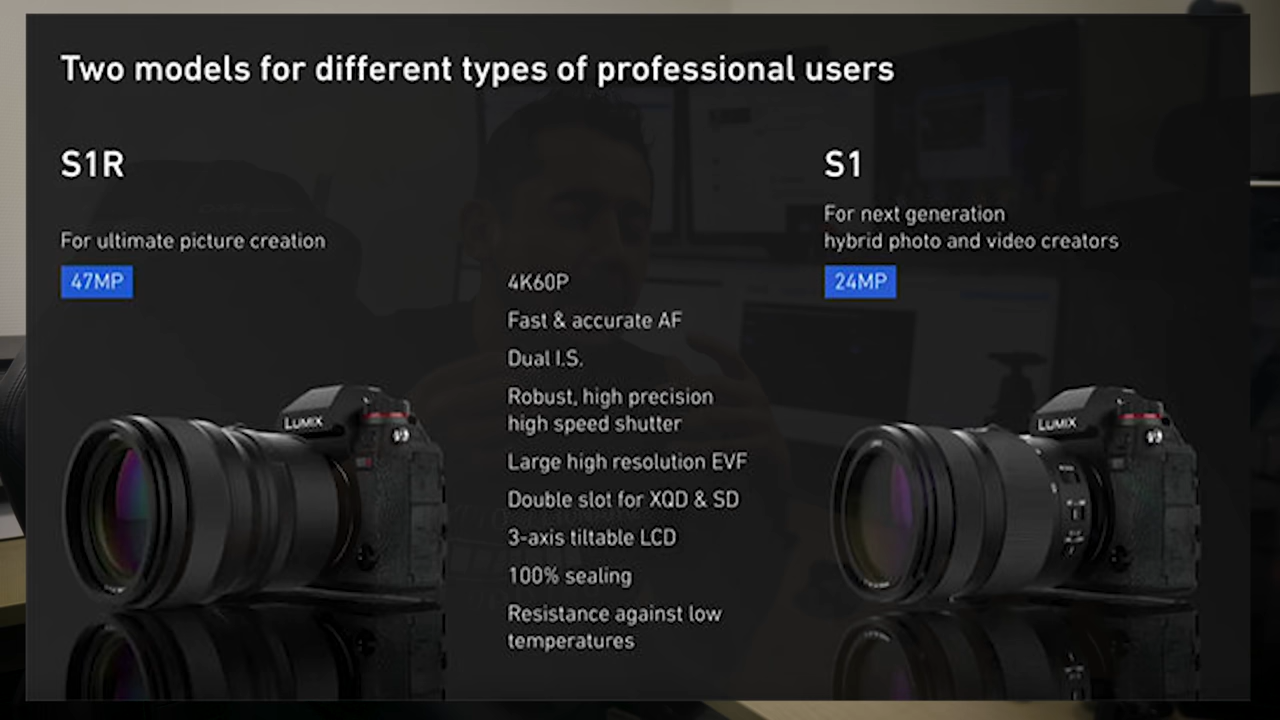 Two models for different types of professional users
S1R
For ultimate picture creation
47MP
4K60P
Fast & accurate AF
Dual I.S.
Robust, high precision
high speed shutter
Large high resolution EVF
Double slot for XQD & SD
3-axis tiltable LCD
100% sealing
Resistance against low
temperatures
S1
For next generation
hybrid photo and video creators
24MP
LUMIX
LUMIX